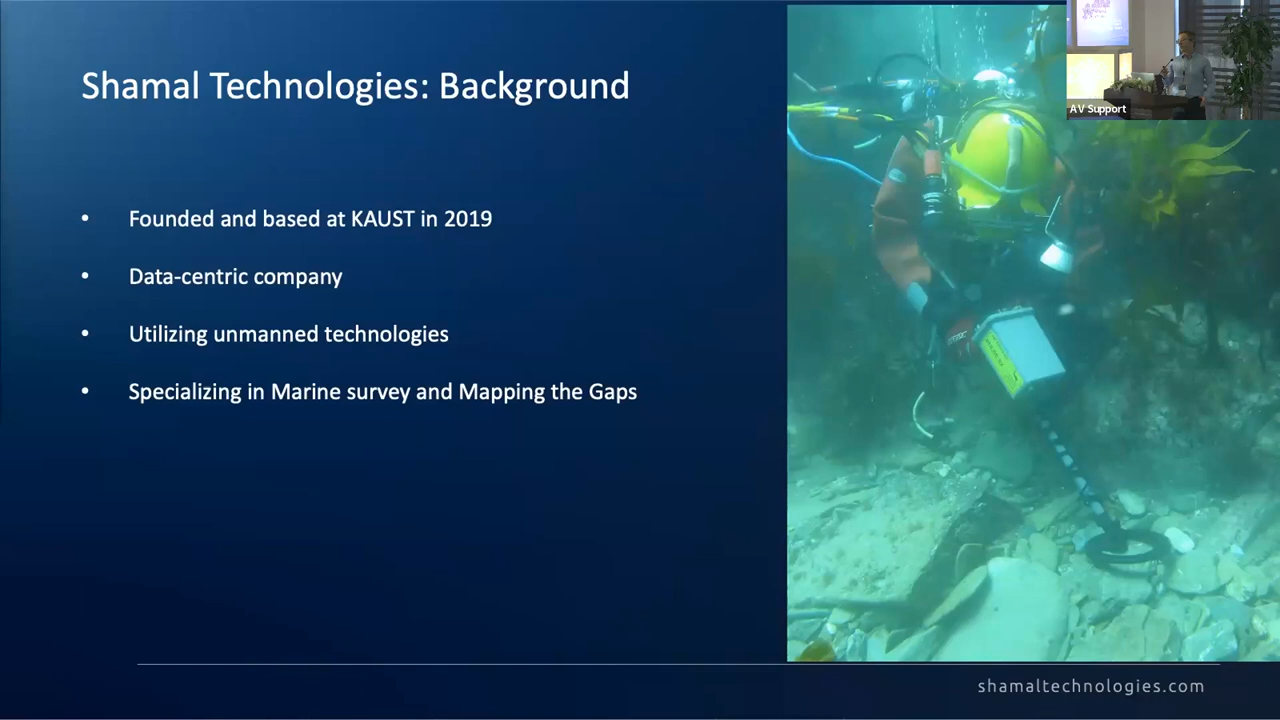 Shamal Technologies: Background
• Founded and based at KAUST in 2019
• Data-centric company
• Utilizing unmanned technologies
• Specializing in Marine survey and Mapping the Gaps
AV Support
shamaltechnologies.com